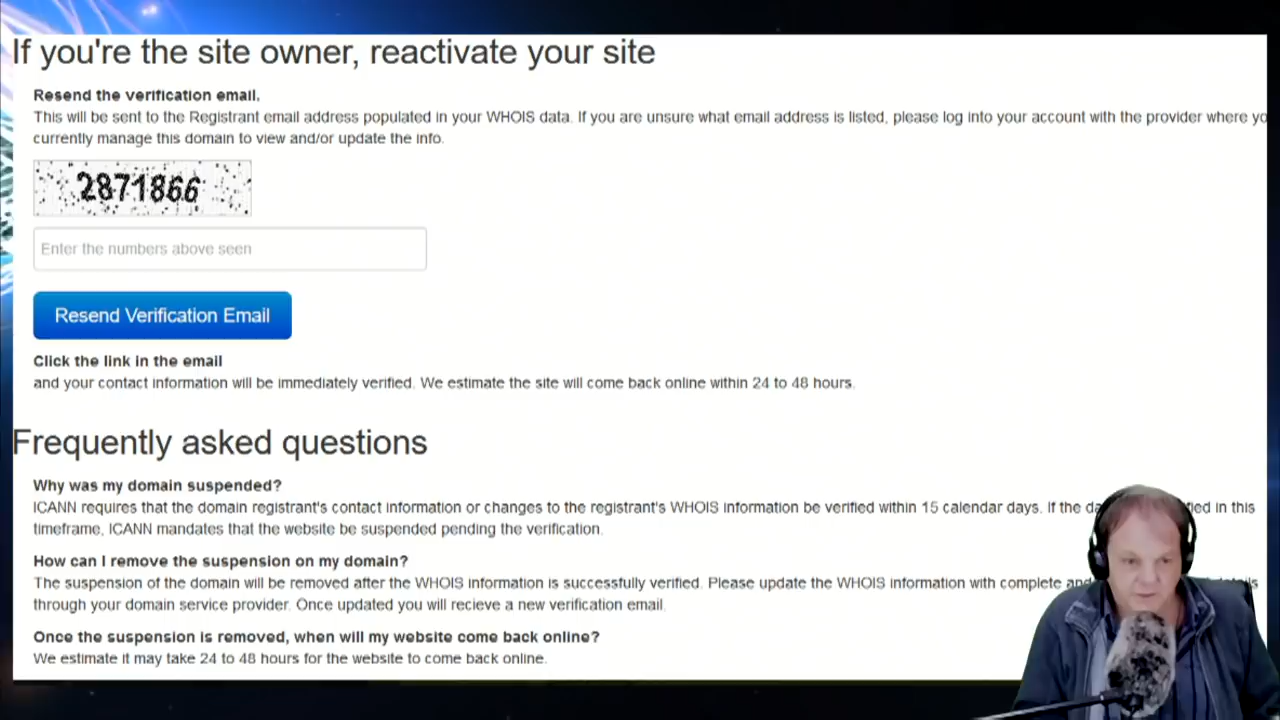 If you're the site owner, reactivate your site
Resend the verification email.
This will be sent to the Registrant email address populated in your WHOIS data. If you are unsure what email address is listed, please log into your account with the provider where yo
currently manage this domain to view and/or update the info.
2871866
Enter the numbers above seen
Resend Verification Email
Click the link in the email
and your contact information will be immediately verified. We estimate the site will come back online within 24 to 48 hours.
Frequently asked questions
Why was my domain suspended?
ICANN requires that the domain registrant's contact information or changes to the registrant's WHOIS information be verified within 15 calendar days. If the in this
timeframe, ICANN mandates that the website be suspended pending the verification.
How can I remove the suspension on my domain?
The suspension of the domain will be removed after the WHOIS information is successfully verified. Please update the WHOIS information with complete and
through your domain service provider. Once updated you will recieve a new verification email.
Once the suspension is removed, when will my website come back online?
We estimate it may take 24 to 48 hours for the website to come back online.